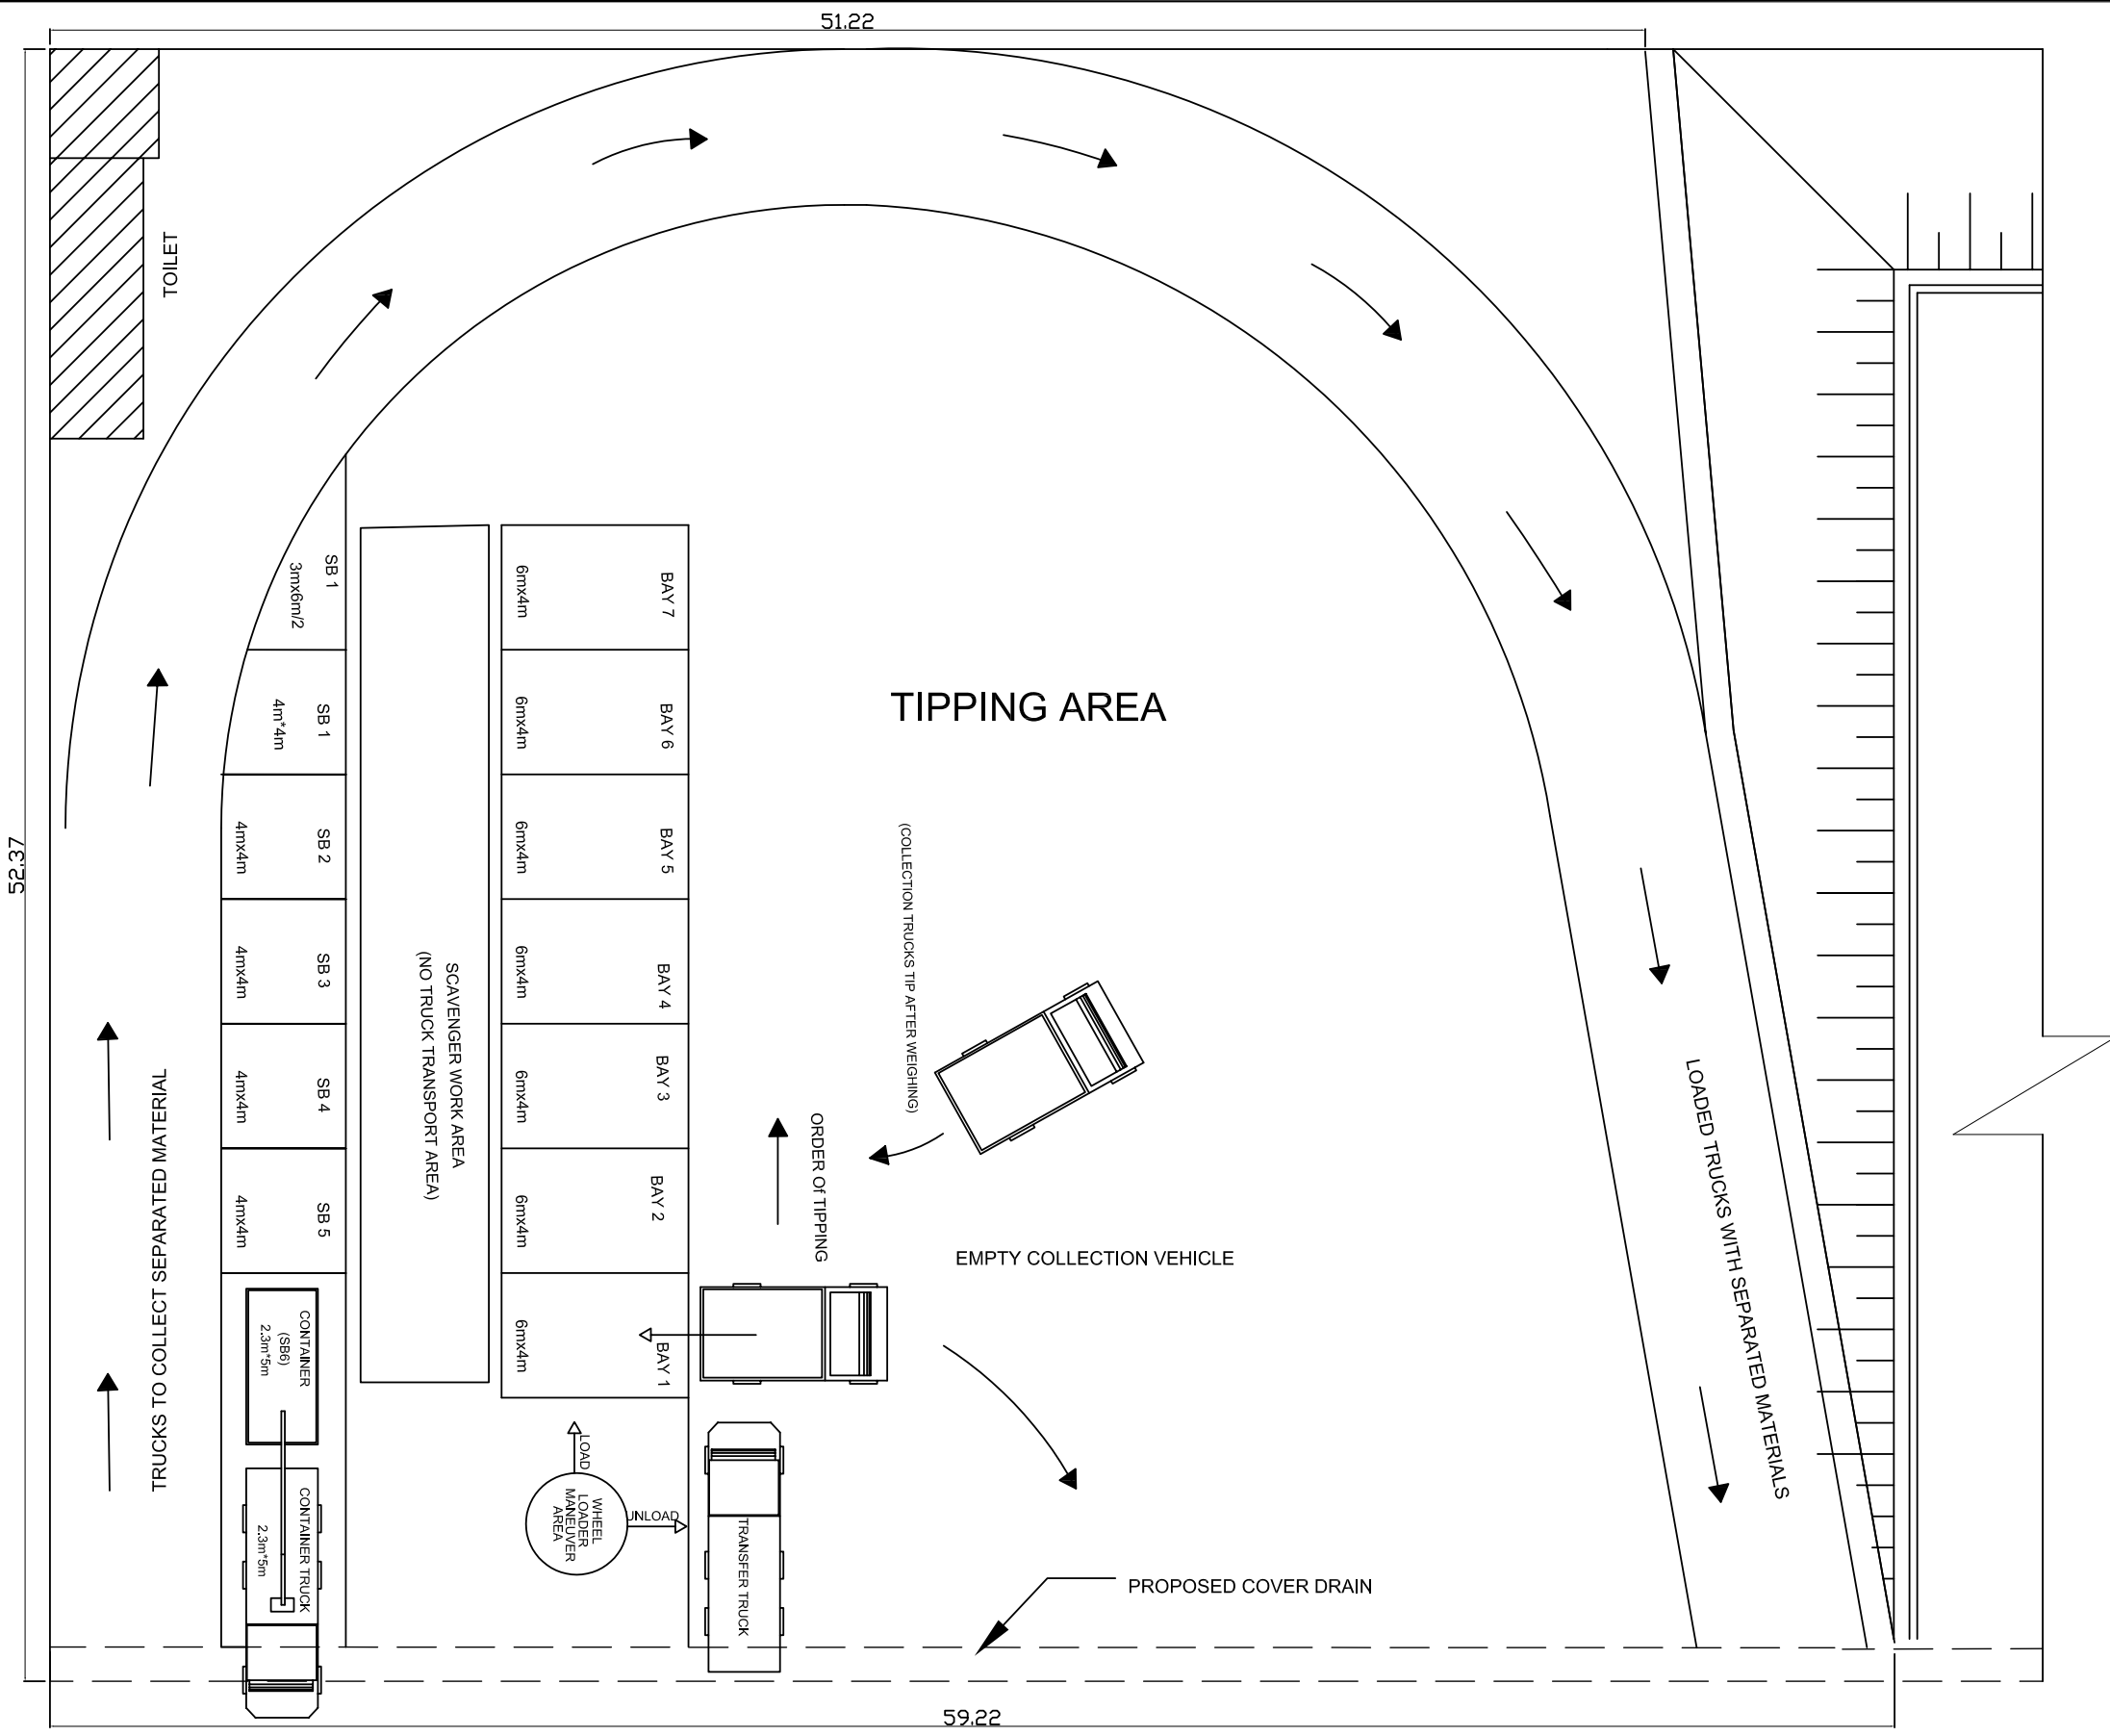 51.22
52.37
TOILET
SB 1
3mx6m/2
SB 1
4m*4m
SB 2
4mx4m
SB 3
4mx4m
SB 4
4mx4m
SB 5
4mx4m
BAY 7
6mx4m
BAY 6
6mx4m
BAY 5
6mx4m
BAY 4
6mx4m
BAY 3
6mx4m
BAY 2
6mx4m
BAY 1
6mx4m
SCAVENGER WORK AREA
(NO TRUCK TRANSPORT AREA)
TRUCKS TO COLLECT SEPARATED MATERIAL
CONTAINER
(SB6)
2.3m*5m
CONTAINER TRUCK
2.3m*5m
TIPPING AREA
(COLLECTION TRUCKS TIP AFTER WEIGHING)
ORDER Of TIPPING
EMPTY COLLECTION VEHICLE
LOAD
WHEEL
LOADER
MANEUVER
AREA
UNLOAD
TRANSFER TRUCK
LOADED TRUCKS WITH SEPARATED MATERIALS
PROPOSED COVER DRAIN
59.22